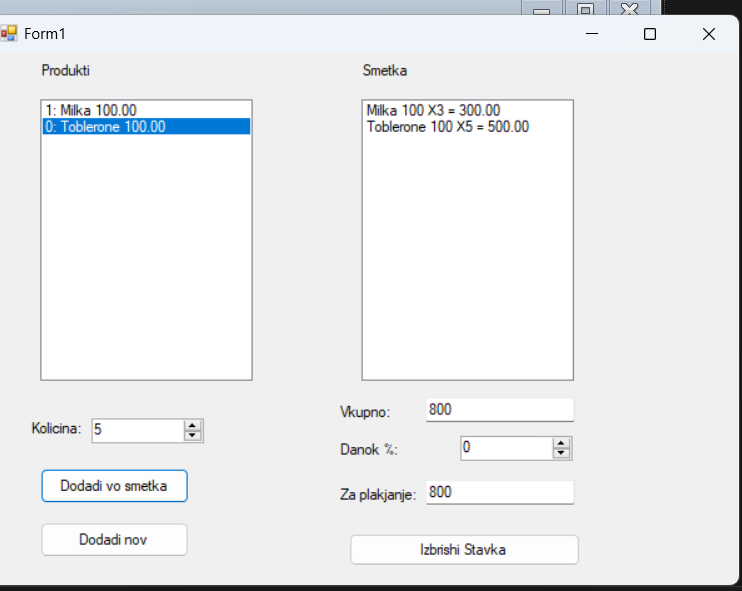 Form1
Produkti
1: Milka 100.00
0: Toblerone 100.00
Kolicina:
5
Dodadi vo smetka
Dodadi nov
Smetka
Milka 100 X3 = 300.00
Toblerone 100 X5 = 500.00
Vkupno:
800
Danok %:
0
Za plakjanje:
800
Izbrishi Stavka